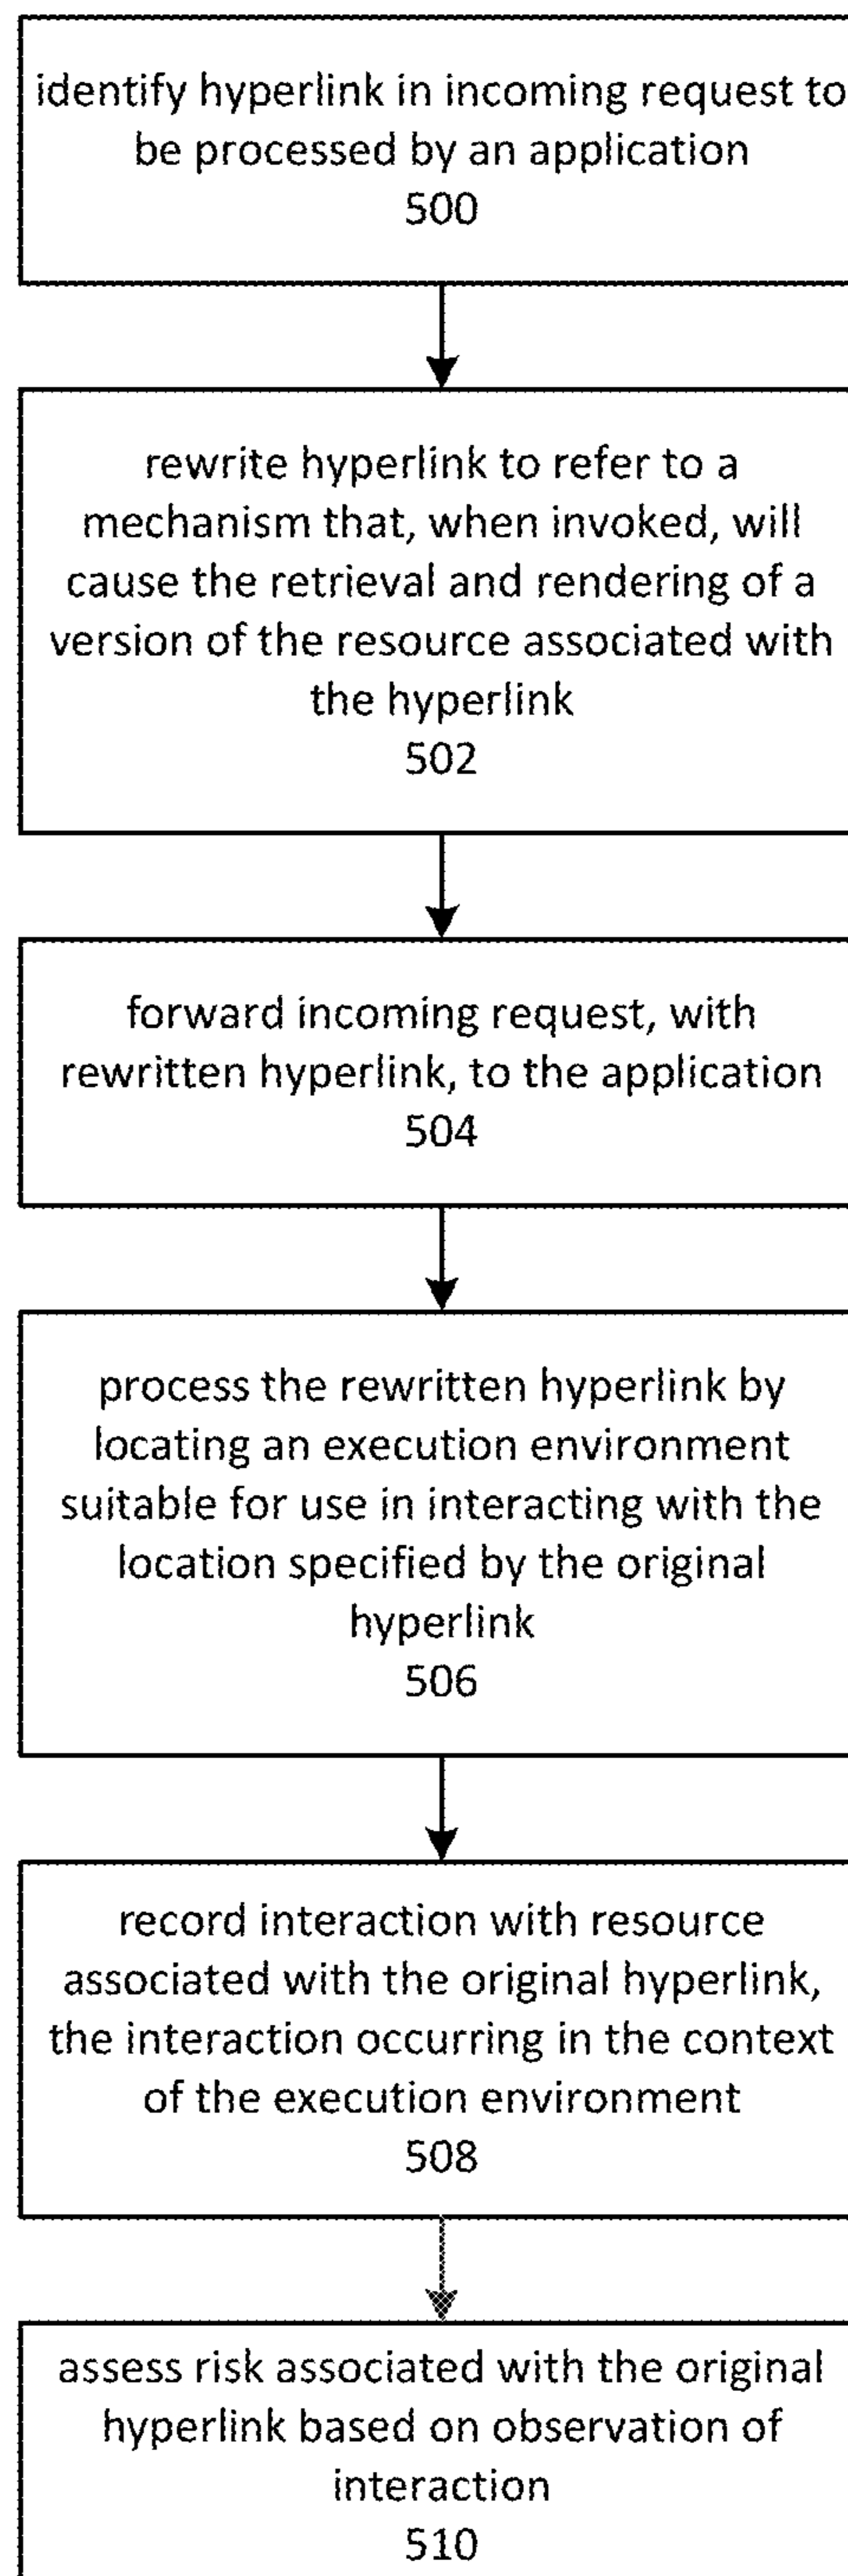 identify hyperlink in incoming request to
be processed by an application
500
rewrite hyperlink to refer to a
mechanism that, when invoked, will
cause the retrieval and rendering of a
version of the resource associated with
the hyperlink
502
forward incoming request, with
rewritten hyperlink, to the application
504
process the rewritten hyperlink by
locating an execution environment
suitable for use in interacting with the
location specified by the original
hyperlink
506
record interaction with resource
associated with the original hyperlink,
the interaction occurring in the context
of the execution environment
508
assess risk associated with the original
hyperlink based on observation of
interaction
510